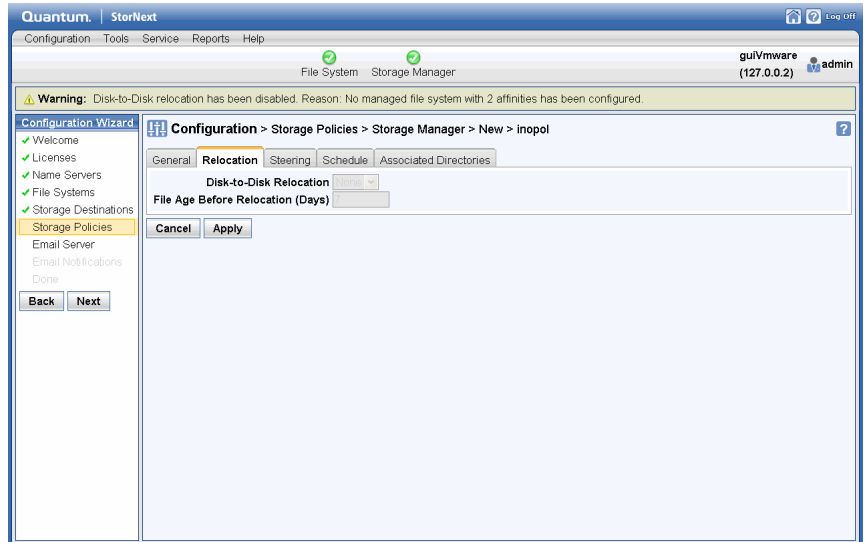 Quantum. StorNext Log Off
Configuration Tools Service Reports Help
File System Storage Manager
guiVmware
(127.0.0.2)
admin
Warning: Disk-to-Disk relocation has been disabled. Reason: No managed file system with 2 affinities has been configured.
Configuration Wizard
Welcome
Licenses
Name Servers
File Systems
Storage Destinations
Storage Policies
Email Server
Email Notifications
Done
Back Next
Configuration > Storage Policies > Storage Manager > New > inopol
General Relocation Steering Schedule Associated Directories
Disk-to-Disk Relocation None
File Age Before Relocation (Days) 7
Cancel Apply